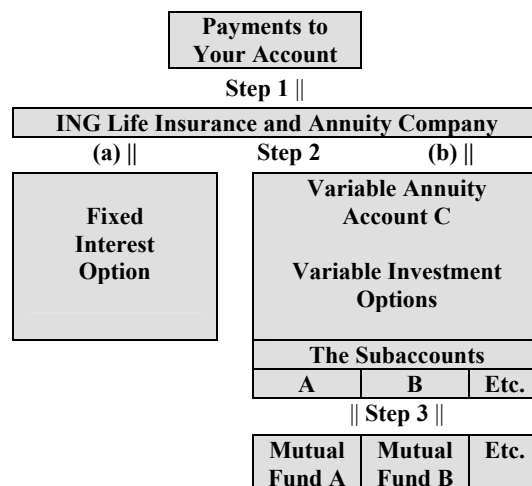 Payments to
Your Account
Step 1 ||
ING Life Insurance and Annuity Company
(a) || Step 2 (b) ||
Fixed
Interest
Option
Variable Annuity
Account C
Variable Investment
Options
The Subaccounts
A B Etc.
|| Step 3 ||
Mutual
Fund A
Mutual
Fund B
Etc.